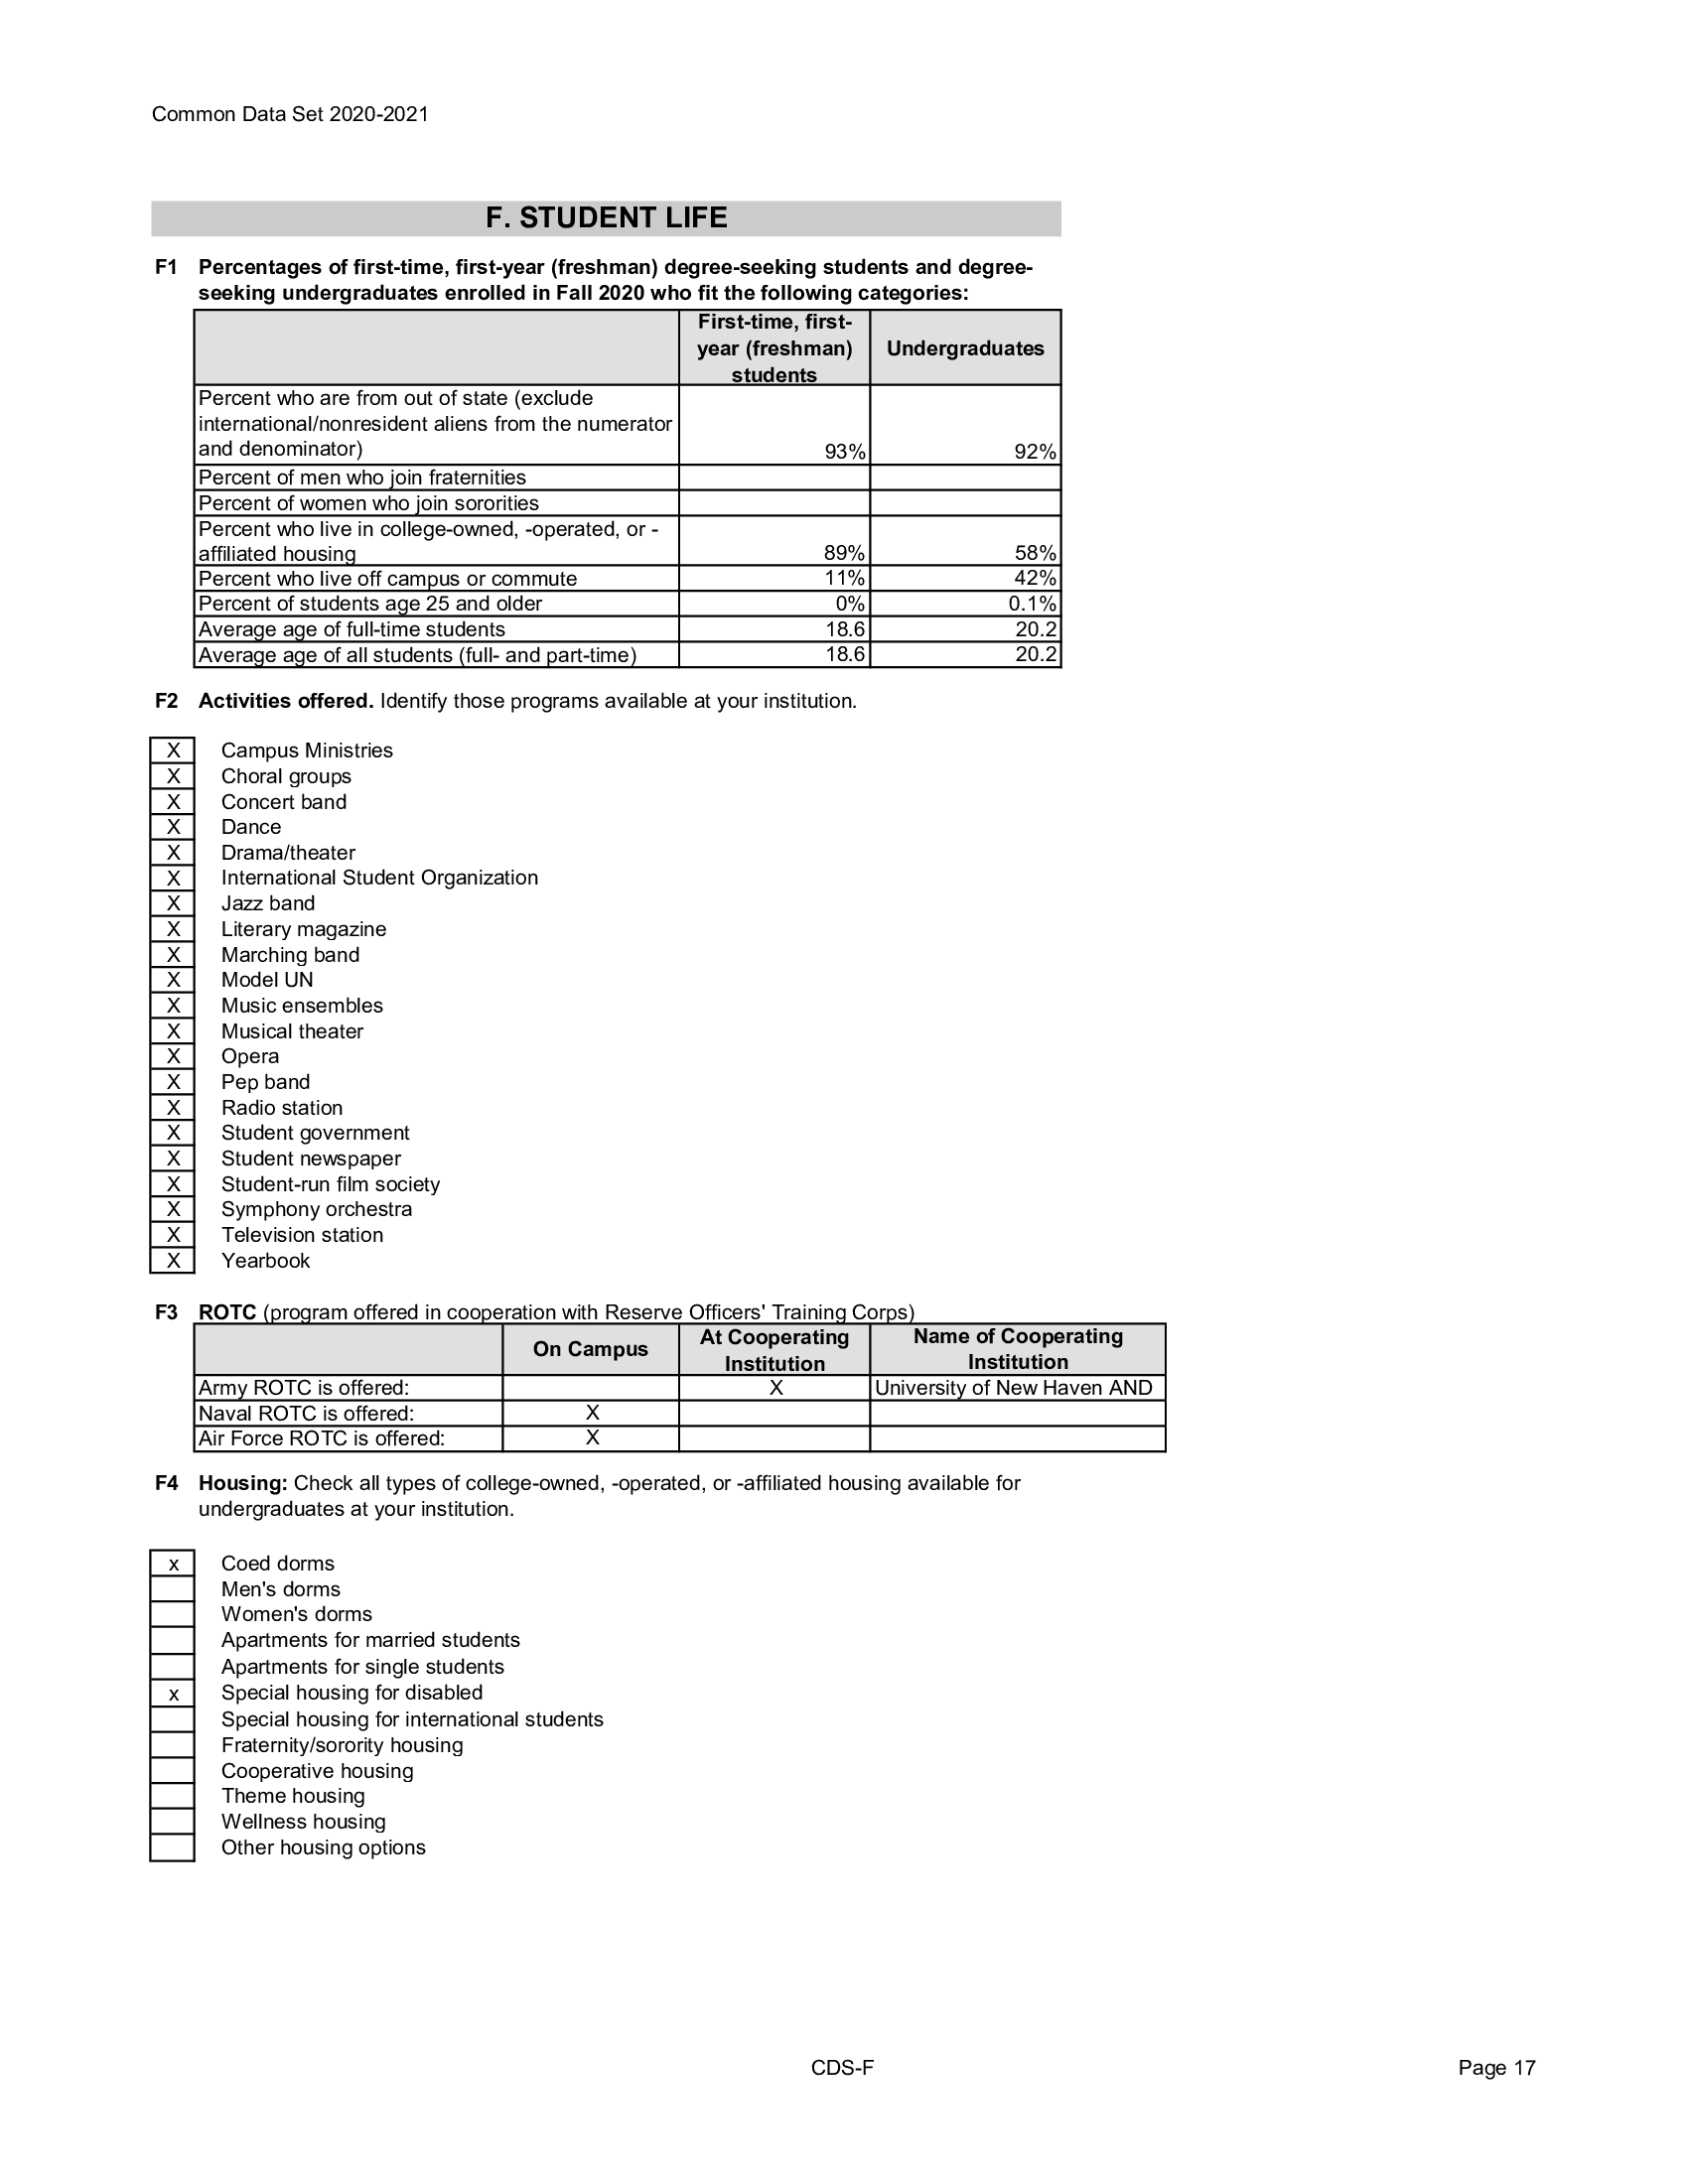 Common Data Set 2020-2021
F. STUDENT LIFE
F1 Percentages of first-time, first-year (freshman) degree-seeking students and degree-
seeking undergraduates enrolled in Fall 2020 who fit the following categories:
First-time, first-
year (freshman) Undergraduates
students
Percent who are from out of state (exclude
international/nonresident aliens from the numerator
and denominator) 93% 92%
Percent of men who join fraternities
Percent of women who join sororities
Percent who live in college-owned, -operated, or -
affiliated housing 89% 58%
Percent who live off campus or commute 11% 42%
Percent of students age 25 and older 0% 0.1%
Average age of full-time students 18.6 20.2
Average age of all students (full- and part-time) 18.6 20.2
F2 Activities offered. Identify those programs available at your institution.
X Campus Ministries
X Choral groups
X Concert band
X Dance
X Drama/theater
X International Student Organization
X Jazz band
X Literary magazine
X Marching band
X Model UN
X Music ensembles
X Musical theater
X Opera
X Pep band
X Radio station
X Student government
X Student newspaper
X Student-run film society
X Symphony orchestra
X Television station
X Yearbook
F3 ROTC (program offered in cooperation with Reserve Officers' Training Corps)
On Campus At Cooperating Name of Cooperating
Institution Institution
Army ROTC is offered: X University of New Haven AND
Naval ROTC is offered: X
Air Force ROTC is offered: X
F4 Housing: Check all types of college-owned, -operated, or -affiliated housing available for
undergraduates at your institution.
x Coed dorms
Men's dorms
Women's dorms
Apartments for married students
Apartments for single students
x Special housing for disabled
Special housing for international students
Fraternity/sorority housing
Cooperative housing
Theme housing
Wellness housing
Other housing options
CDS-F Page 17